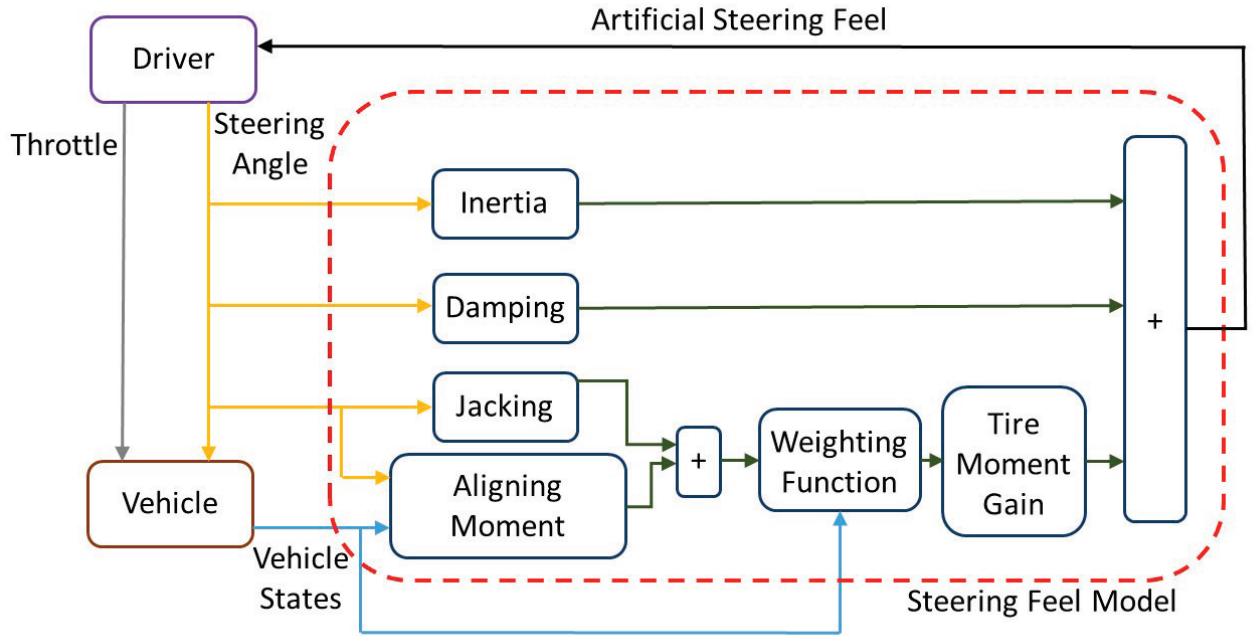 Artificial Steering Feel
Driver
Throttle
Steering
Angle
Inertia
Damping
+
Jacking
Aligning
Moment
+
Weighting
Function
Tire
Moment
Gain
Vehicle
Vehicle
States
Steering Feel Model